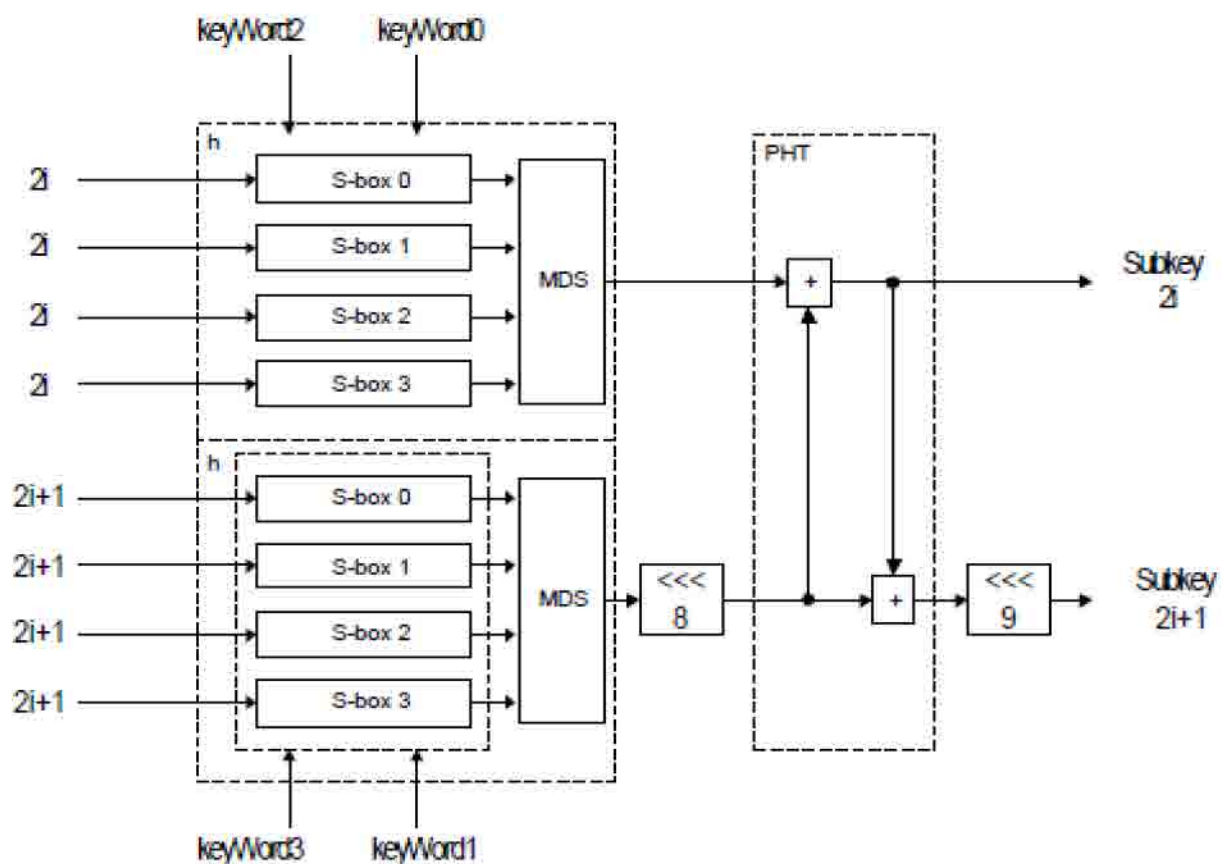 keyWord2 keyWord0
h
PHT
2i S-box 0
2i S-box 1
MDS + Subkey
2i
2i S-box 2
2i S-box 3
h
2i+1 S-box 0
2i+1 S-box 1
MDS <<<
8 + <<<
9 Subkey
2i+1
2i+1 S-box 2
2i+1 S-box 3
keyWord3 keyWord1